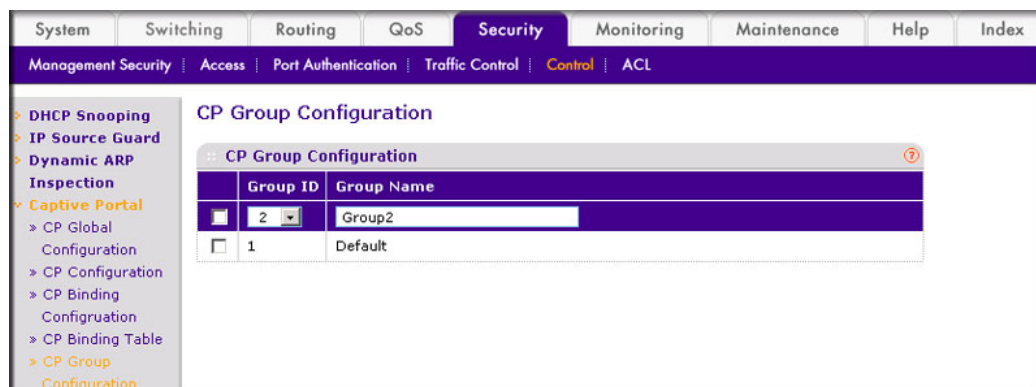 System Switching Routing QoS Security Monitoring Maintenance Help Index
Management Security Access Port Authentication Traffic Control Control ACL
DHCP Snooping
IP Source Guard
Dynamic ARP
Inspection
Captive Portal
» CP Global
Configuration
» CP Configuration
» CP Binding
Configruation
» CP Binding Table
» CP Group
Configuration
CP Group Configuration
CP Group Configuration ?
Group ID Group Name
2 Group2
1 Default